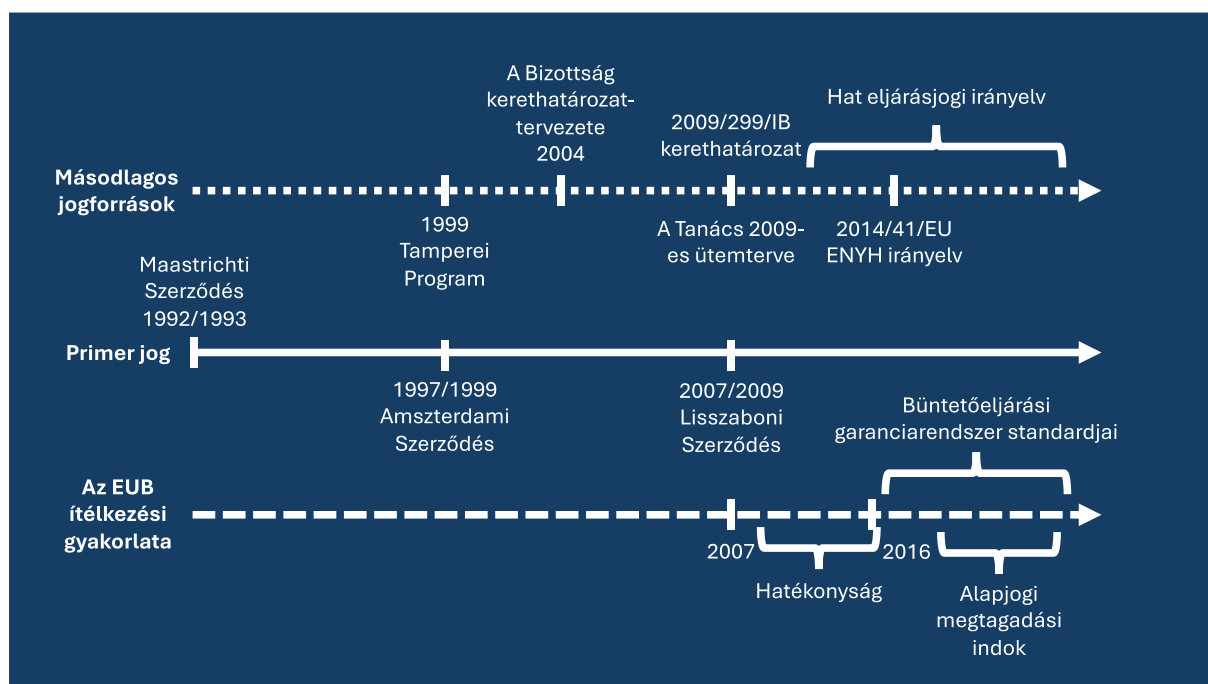 A Bizottság
kerethatározat-
tervezete
2004
2009/299/IB
kerethatározat
Hat eljárásjogi irányelv
Másodlagos
jogforrások
1999
Tamperei
Program
A Tanács 2009-
es ütemterve
2014/41/EU
ENYH irányelv
Maastrichti
Szerződés
1992/1993
Primer jog
1997/1999
Amszterdami
Szerződés
2007/2009
Lisszaboni
Szerződés
Büntetőeljárási
garanciarendszer standardjai
Az EUB
ítélkezési
gyakorlata
2007
2016
Hatékonyság
Alapjogi
megtagadási
indok